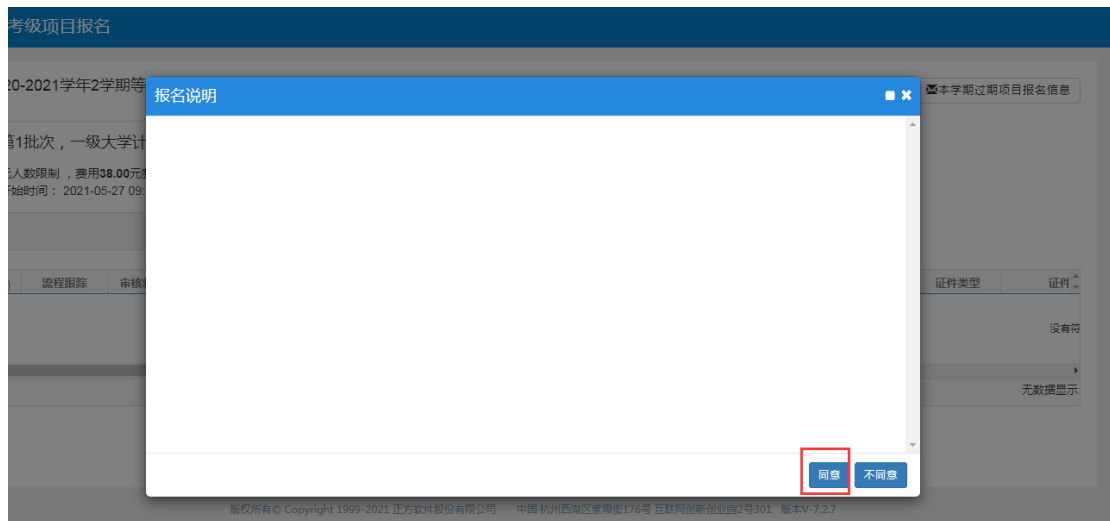 考级项目报名
20-2021学年2学期等
本学期过期项目报名信息
报名说明
第1批次，一级大学计
无人数限制，费用38.00元
开始时间： 2021-05-27 09:
流程跟踪 审核
证件类型 证件
没有符
无数据显示
同意 不同意
版权所有© Copyright 1999-2021 正方软件股份有限公司 中国·杭州西湖区紫霞街176号 互联网创新创业园2号301 版本V-7.2.7